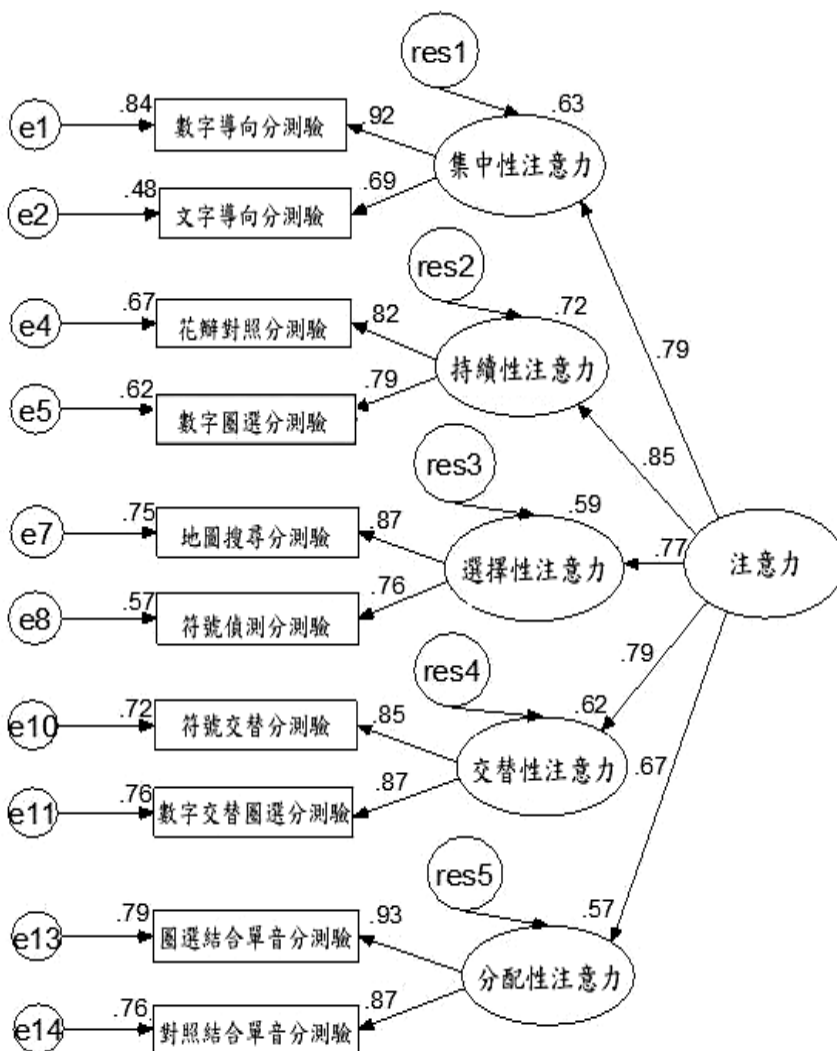 res1
.84
.92
.63
e1
數字導向分測驗
集中性注意力
.48
.69
e2
文字導向分測驗
res2
.67
.82
.72
e4
花瓣對照分測驗
持續性注意力
.79
.62
.79
e5
數字圈選分測驗
.85
res3
.75
.87
.59
e7
地圖搜尋分測驗
選擇性注意力
.77
注意力
.57
.76
e8
符號偵測分測驗
.79
res4
.72
.85
.62
e10
符號交替分測驗
交替性注意力
.67
.76
.87
e11
數字交替圈選分測驗
res5
.79
.93
.57
e13
圈選結合單音分測驗
分配性注意力
.76
.87
e14
對照結合單音分測驗